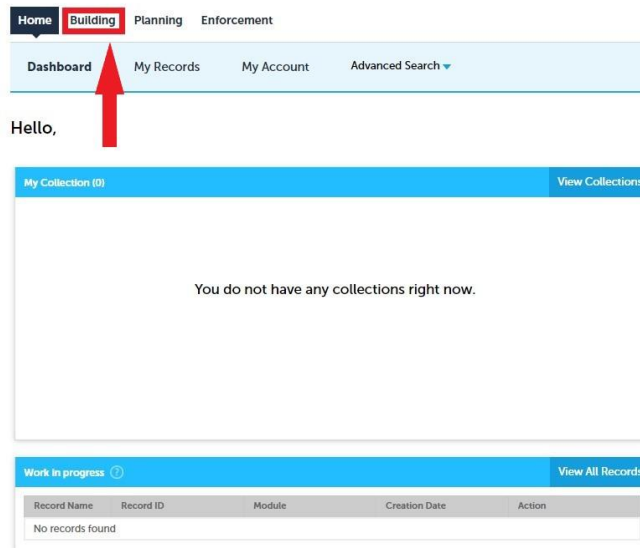 Home Building Planning Enforcement
Dashboard My Records My Account Advanced Search
Hello,
My Collection (0) View Collections
You do not have any collections right now.
Work in progress ? View All Records
Record Name Record ID Module Creation Date Action
No records found